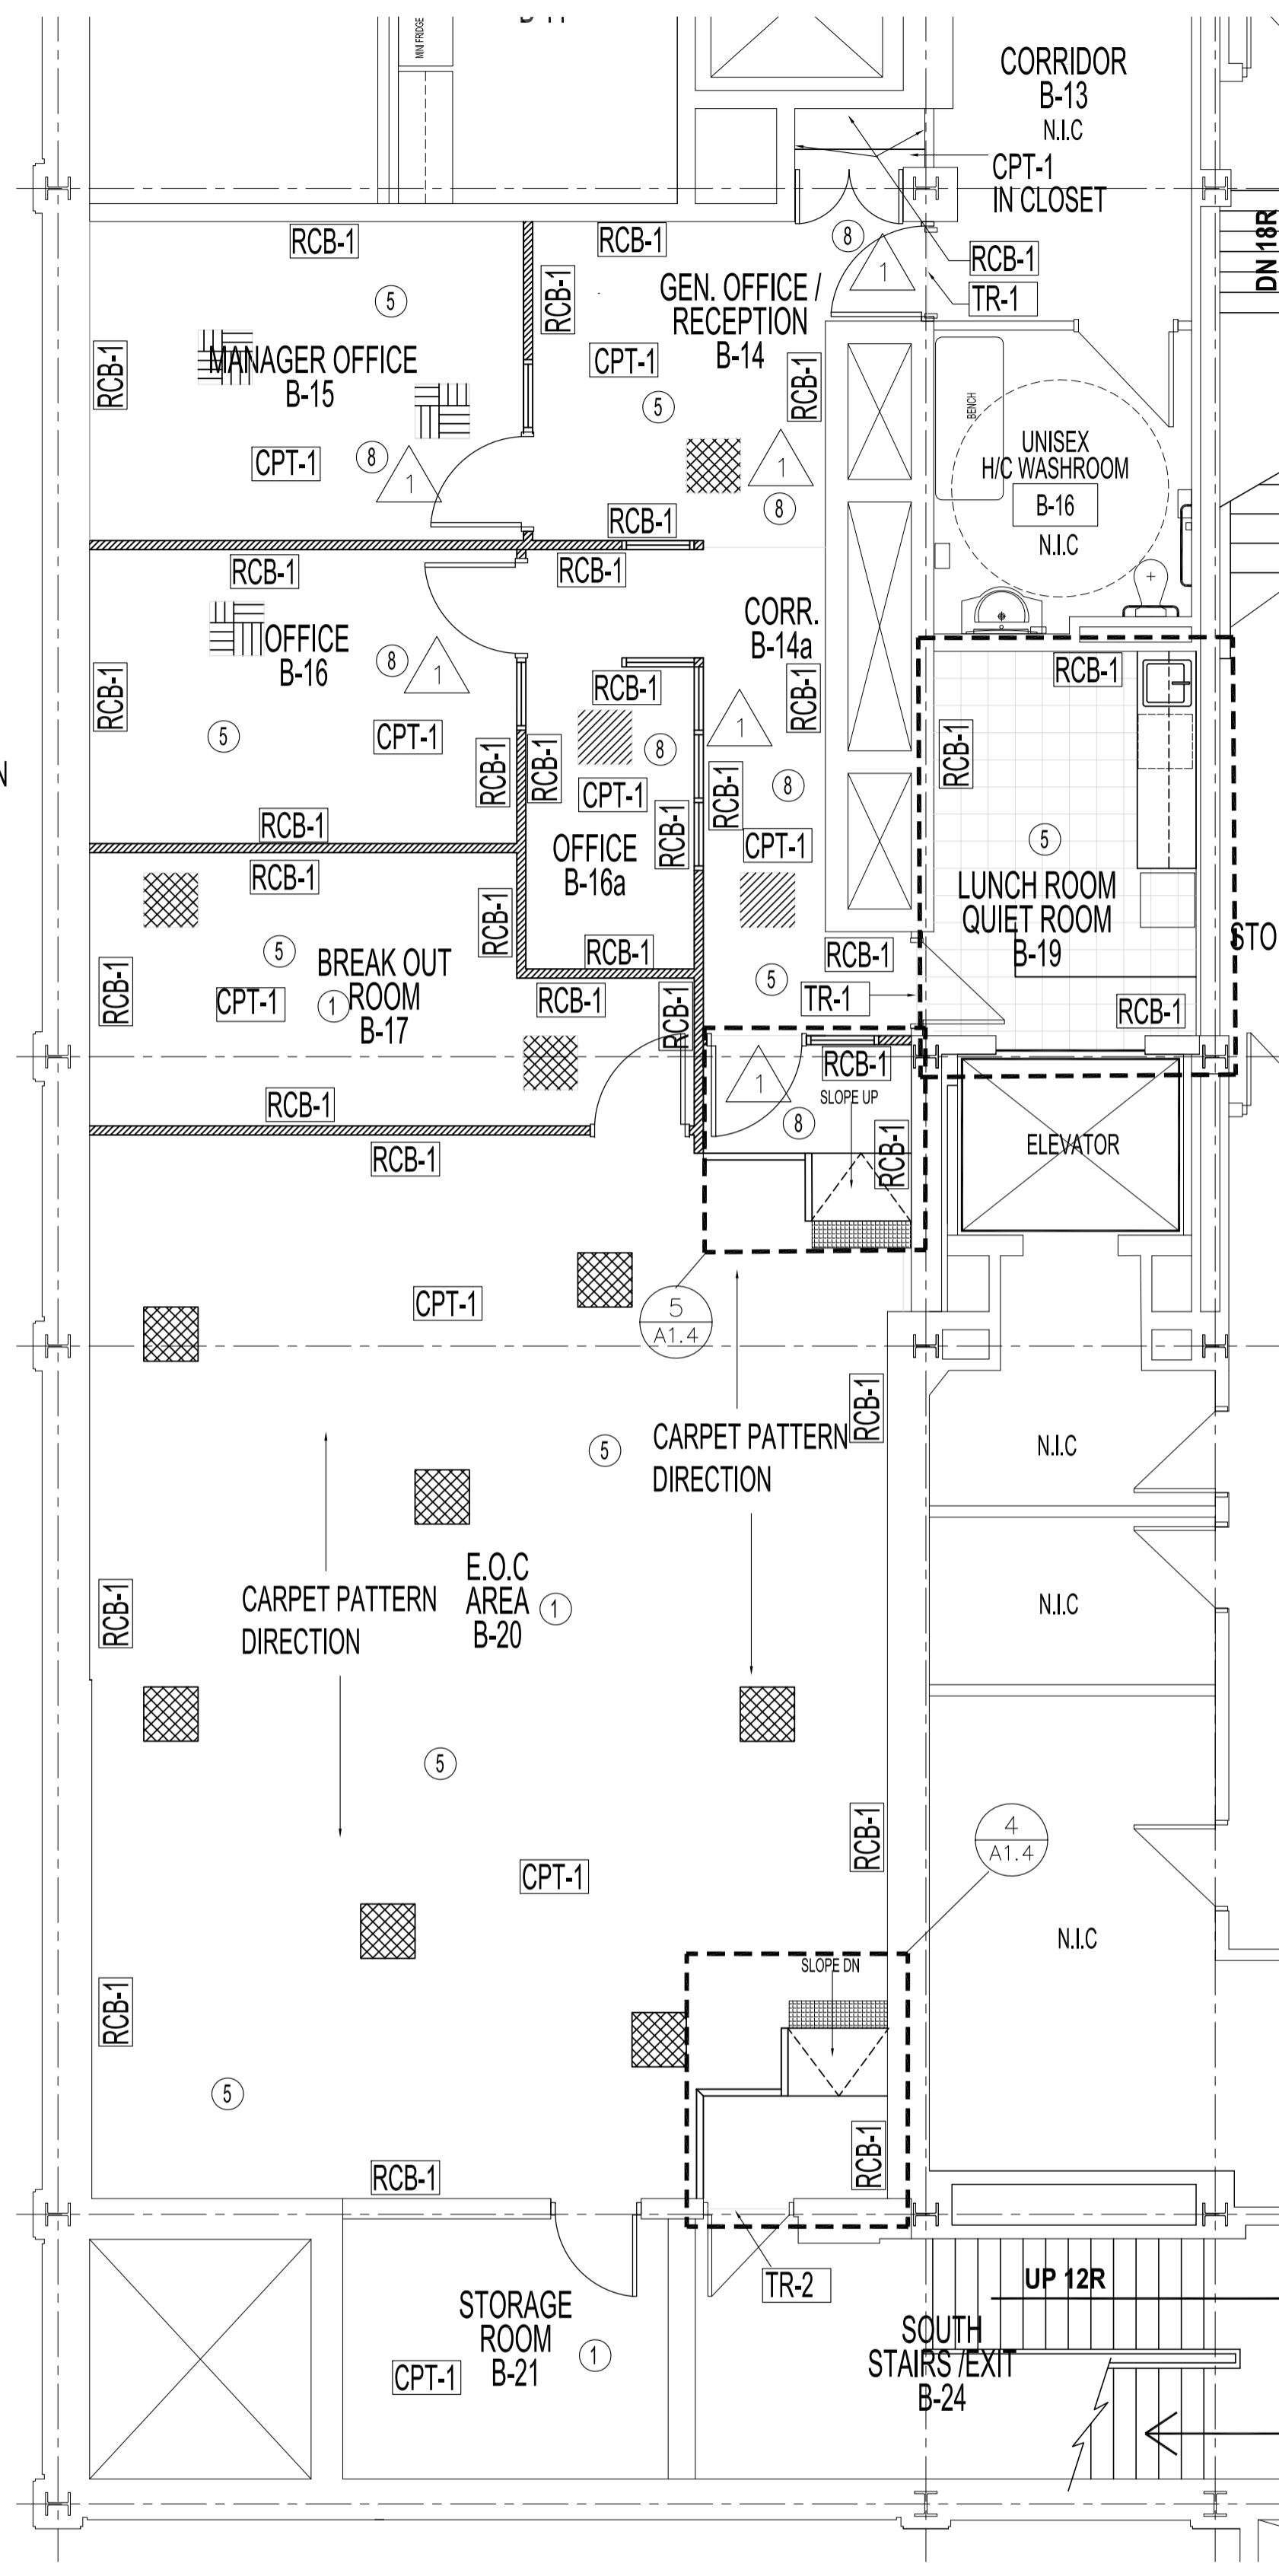 MINI FRIDGE
CORRIDOR
B-13
N.I.C
CPT-1
IN CLOSET
RCB-1
TR-1
DN 18R
RCB-1
RCB-1
8
1
5
RCB-1
GEN. OFFICE /
RECEPTION
B-14
RCB-1
MANAGER OFFICE
B-15
CPT-1
RCB-1
5
BENCH
CPT-1
8
1
1
8
UNISEX
H/C WASHROOM
B-16
N.I.C
RCB-1
RCB-1
RCB-1
OFFICE
B-16
8
1
CORR.
B-14a
RCB-1
RCB-1
RCB-1
RCB-1
RCB-1
5
CPT-1
8
1
RCB-1
RCB-1
CPT-1
RCB-1
RCB-1
8
CPT-1
RCB-1
OFFICE
B-16a
5
LUNCH ROOM
QUIET ROOM
B-19
STO
RCB-1
RCB-1
5
BREAK OUT
ROOM
B-17
RCB-1
CPT-1
1
RCB-1
RCB-1
RCB-1
RCB-1
5
TR-1
RCB-1
RCB-1
1
SLOPE UP
8
RCB-1
RCB-1
RCB-1
ELEVATOR
CPT-1
5
A1.4
RCB-1
CARPET PATTERN
DIRECTION
5
N.I.C
E.O.C
AREA
B-20
1
CARPET PATTERN
DIRECTION
RCB-1
N.I.C
5
CPT-1
RCB-1
4
A1.4
N.I.C
SLOPE DN
RCB-1
5
RCB-1
RCB-1
TR-2
UP 12R
STORAGE
ROOM
B-21
1
CPT-1
SOUTH
STAIRS /EXIT
B-24